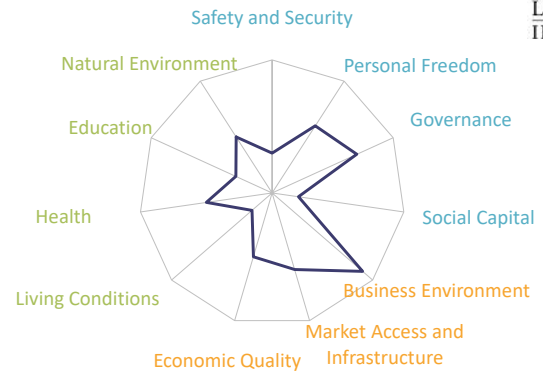 Safety and Security
Natural Environment
Personal Freedom
Education
Governance
Health
Social Capital
Living Conditions
Business Environment
Market Access and
Infrastructure
Economic Quality